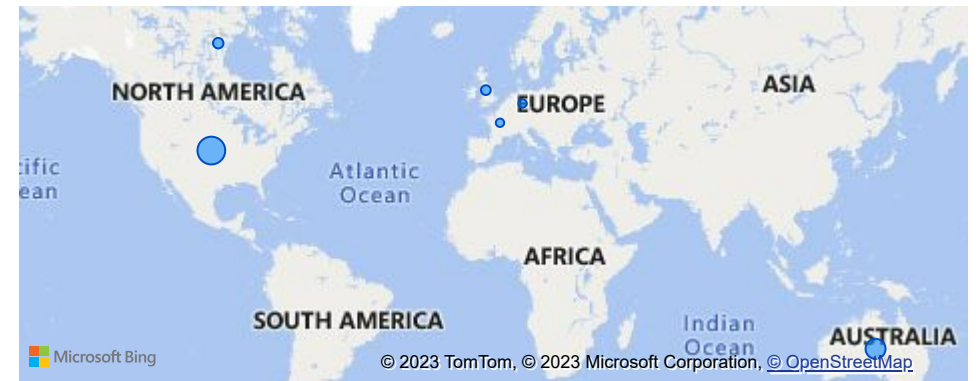 NORTH AMERICA
ASIA
EUROPE
cific
ean
Atlantic
Ocean
AFRICA
SOUTH AMERICA
Indian
Ocean
AUSTRALIA
Microsoft Bing
© 2023 TomTom, © 2023 Microsoft Corporation, © OpenStreetMap